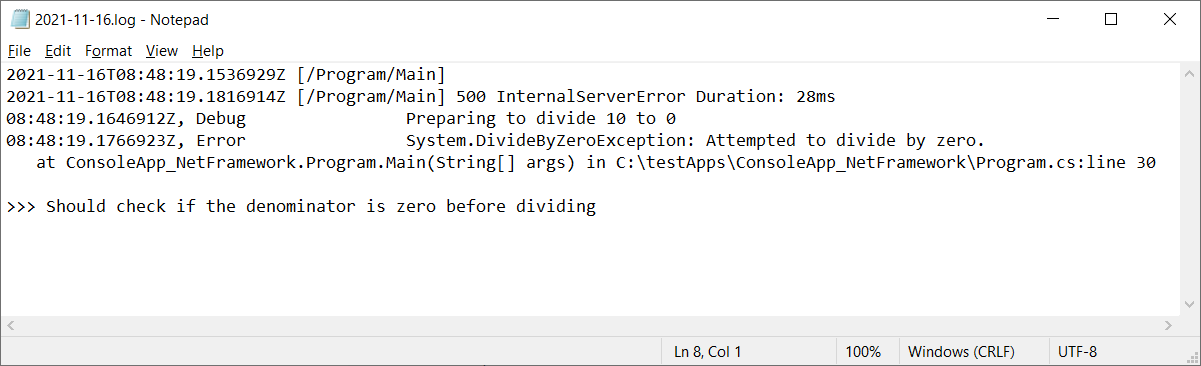 2021-11-16.log - Notepad
File Edit Format View Help
2021-11-16T08:48:19.1536929Z [/Program/Main]
2021-11-16T08:48:19.1816914Z [/Program/Main] 500 InternalServerError Duration: 28ms
08:48:19.1646912Z, Debug                Preparing to divide 10 to 0
08:48:19.1766923Z, Error                System.DivideByZeroException: Attempted to divide by zero.
   at ConsoleApp_NetFramework.Program.Main(String[] args) in C:\testApps\ConsoleApp_NetFramework\Program.cs:line 30
>>> Should check if the denominator is zero before dividing
Ln 8, Col 1 100% Windows (CRLF) UTF-8